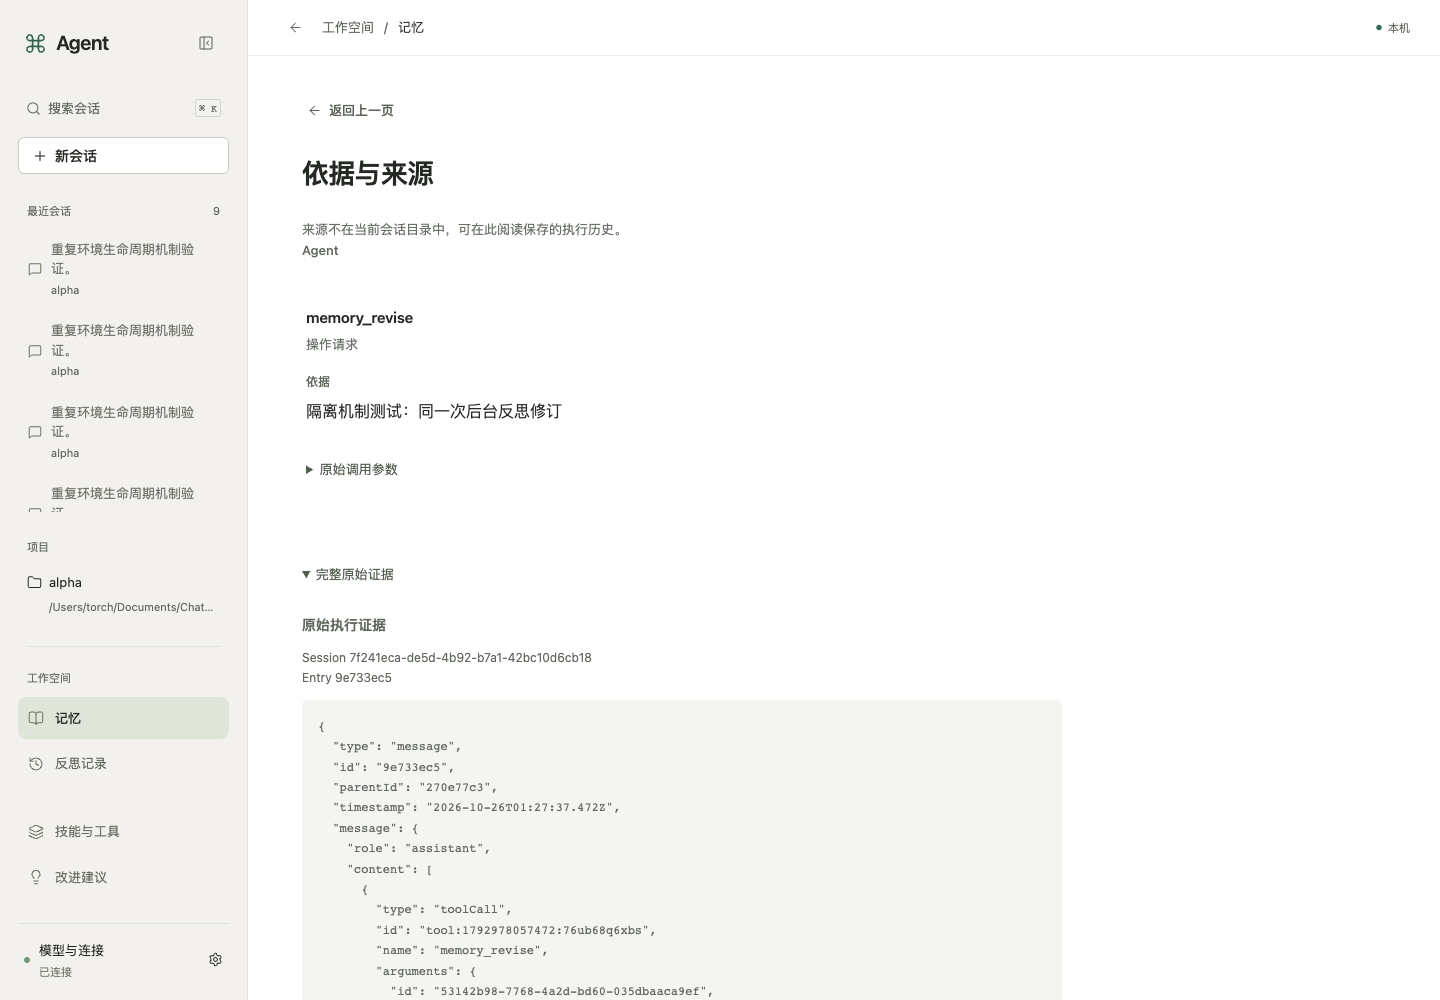 Agent
搜索会话
⌘ K
新会话
最近会话
9
重复环境生命周期机制验
证。
alpha
重复环境生命周期机制验
证。
alpha
重复环境生命周期机制验
证。
alpha
重复环境生命周期机制验
证。
项目
alpha
/Users/torch/Documents/Chat...
工作空间
记忆
反思记录
技能与工具
改进建议
模型与连接
已连接
工作空间 / 记忆
本机
返回上一页
依据与来源
来源不在当前会话目录中，可在此阅读保存的执行历史。
Agent
memory_revise
操作请求
依据
隔离机制测试：同一次后台反思修订
原始调用参数
完整原始证据
原始执行证据
Session 7f241eca-de5d-4b92-b7a1-42bc10d6cb18
Entry 9e733ec5
{
"type": "message",
"id": "9e733ec5",
"parentId": "270e77c3",
"timestamp": "2026-10-26T01:27:37.472Z",
"message": {
"role": "assistant",
"content": [
{
"type": "toolCall",
"id": "tool:1792978057472:76ub68q6xbs",
"name": "memory_revise",
"arguments": {
"id": "53142b98-7768-4a2d-bd60-035dbaaca9ef",